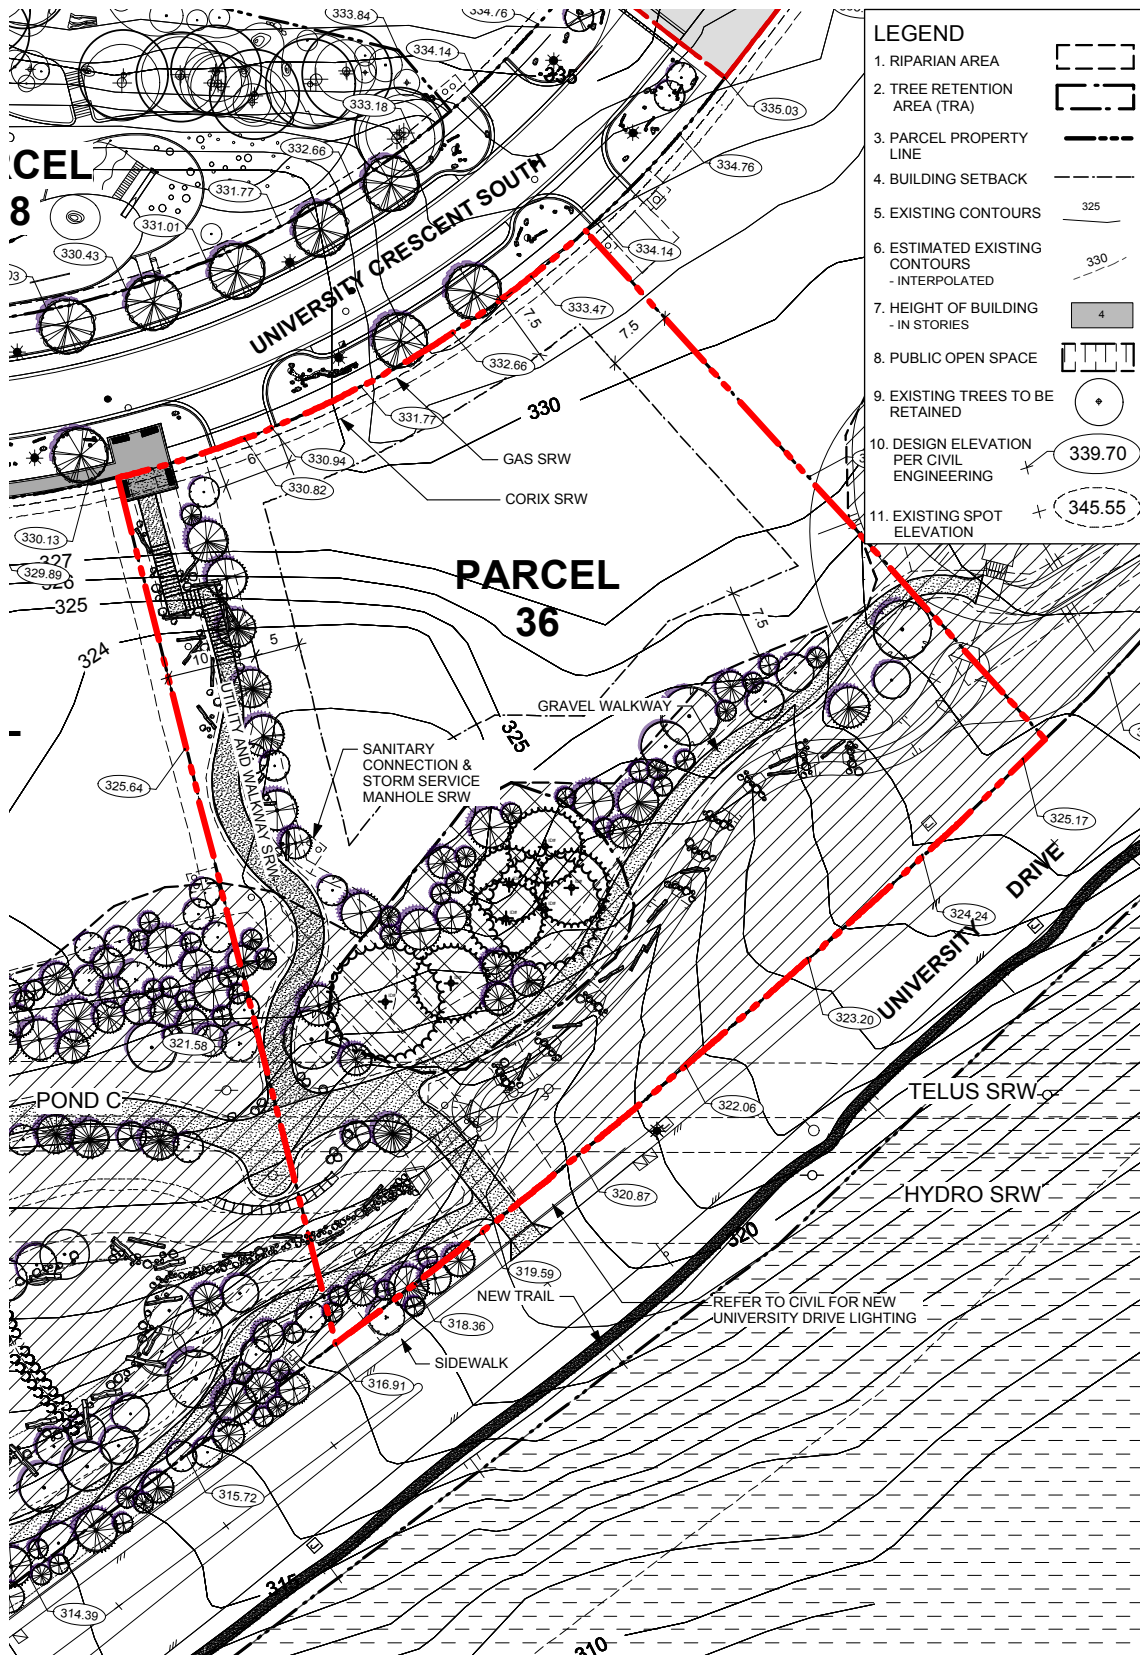 333.84
334.76
334.14
335
333.18
335.03
332.66
334.76
RCEL
8
331.77
331.01
330.43
334.14
UNIVERSITY CRESCENT SOUTH
333.47
7.5
7.5
332.66
331.77
330
330.94
6
330.82
GAS SRW
CORIX SRW
330.13
327
329.89
325
324
PARCEL
36
5
10
7.5
325
GRAVEL WALKWAY
UTILITY AND WALKWAY SRW
SANITARY
CONNECTION &
STORM SERVICE
MANHOLE SRW
325.64
325.17
324.24
UNIVERSITY DRIVE
323.20
321.58
POND C
322.06
TELUS SRW
320.87
HYDRO SRW
320
319.59
NEW TRAIL
REFER TO CIVIL FOR NEW
UNIVERSITY DRIVE LIGHTING
318.36
SIDEWALK
316.91
315.72
315
314.39
310
LEGEND
1. RIPARIAN AREA
2. TREE RETENTION
AREA (TRA)
3. PARCEL PROPERTY
LINE
4. BUILDING SETBACK
5. EXISTING CONTOURS
325
6. ESTIMATED EXISTING
CONTOURS
- INTERPOLATED
330
7. HEIGHT OF BUILDING
- IN STORIES
4
8. PUBLIC OPEN SPACE
9. EXISTING TREES TO BE
RETAINED
10. DESIGN ELEVATION
PER CIVIL
ENGINEERING
339.70
11. EXISTING SPOT
ELEVATION
345.55